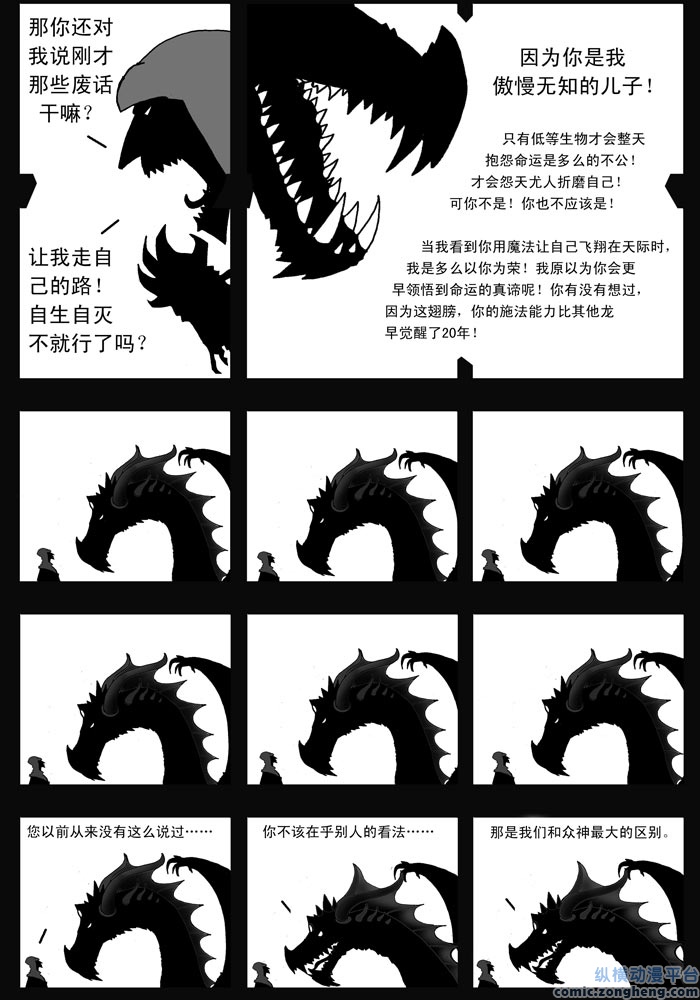 那你还对
我说刚才
那些废话
干嘛？
让我走自
己的路！
自生自灭
不就行了吗？
因为你是我
傲慢无知的儿子！
只有低等生物才会整天
抱怨命运是多么的不公！
才会怨天尤人折磨自己！
可你不是！你也不应该是！
当我看到你用魔法让自己飞翔在天际时，
我是多么以你为荣！我原以为你会更
早领悟到命运的真谛呢！你有没有想过，
因为这翅膀，你的施法能力比其他龙
早觉醒了20年！
您以前从来没有这么说过……
你不该在乎别人的看法……
那是我们和众神最大的区别。
纵横动漫平台
comic.zongheng.com